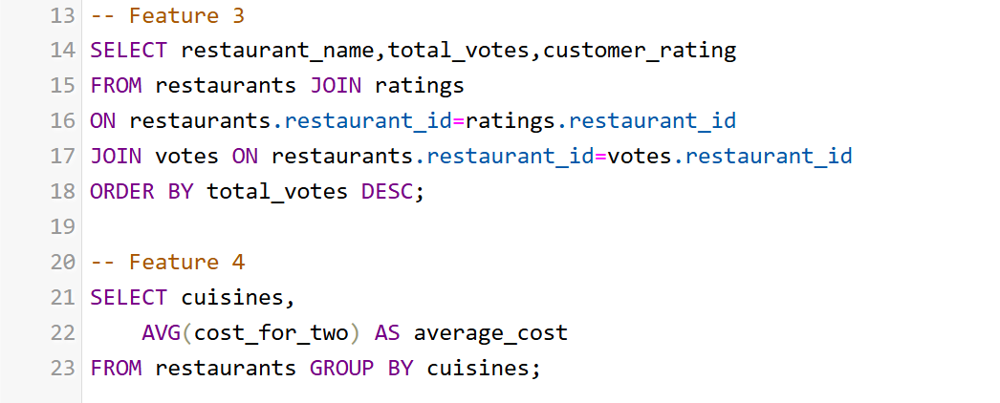 13 -- Feature 3
14 SELECT restaurant_name,total_votes,customer_rating
15 FROM restaurants JOIN ratings
16 ON restaurants.restaurant_id=ratings.restaurant_id
17 JOIN votes ON restaurants.restaurant_id=votes.restaurant_id
18 ORDER BY total_votes DESC;
19
20 -- Feature 4
21 SELECT cuisines,
22     AVG(cost_for_two) AS average_cost
23 FROM restaurants GROUP BY cuisines;